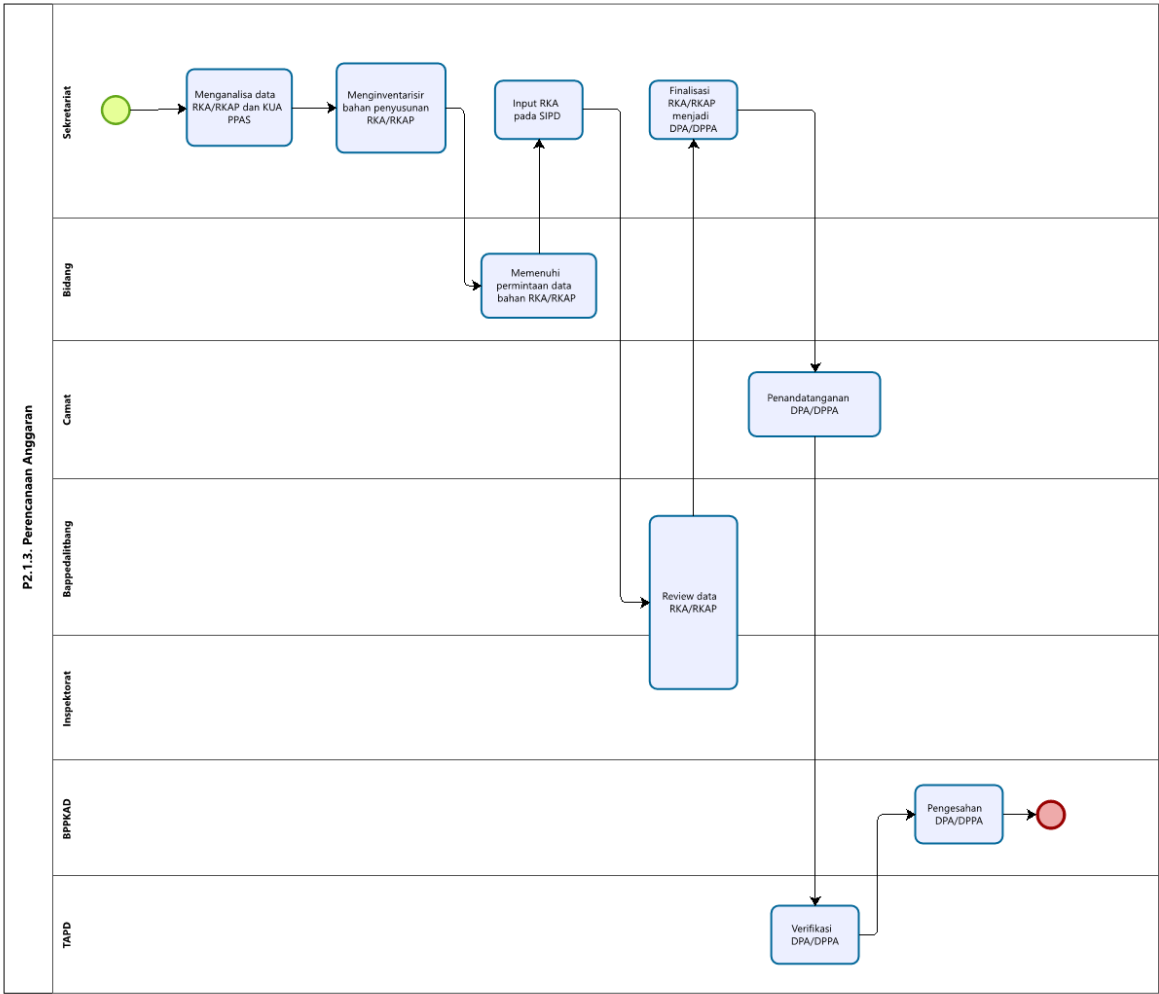 P2.1.3. Perencanaan Anggaran
Sekretariat
Menganalisa data
RKA/RKAP dan KUA
PPAS
Menginventarisir
bahan penyusunan
RKA/RKAP
Input RKA
pada SIPD
Finalisasi
RKA/RKAP
menjadi
DPA/DPPA
Bidang
Memenuhi
permintaan data
bahan RKA/RKAP
Camat
Penandatanganan
DPA/DPPA
Bappedalitbang
Review data
RKA/RKAP
Inspektorat
BPPKAD
Pengesahan
DPA/DPPA
TAPD
Verifikasi
DPA/DPPA